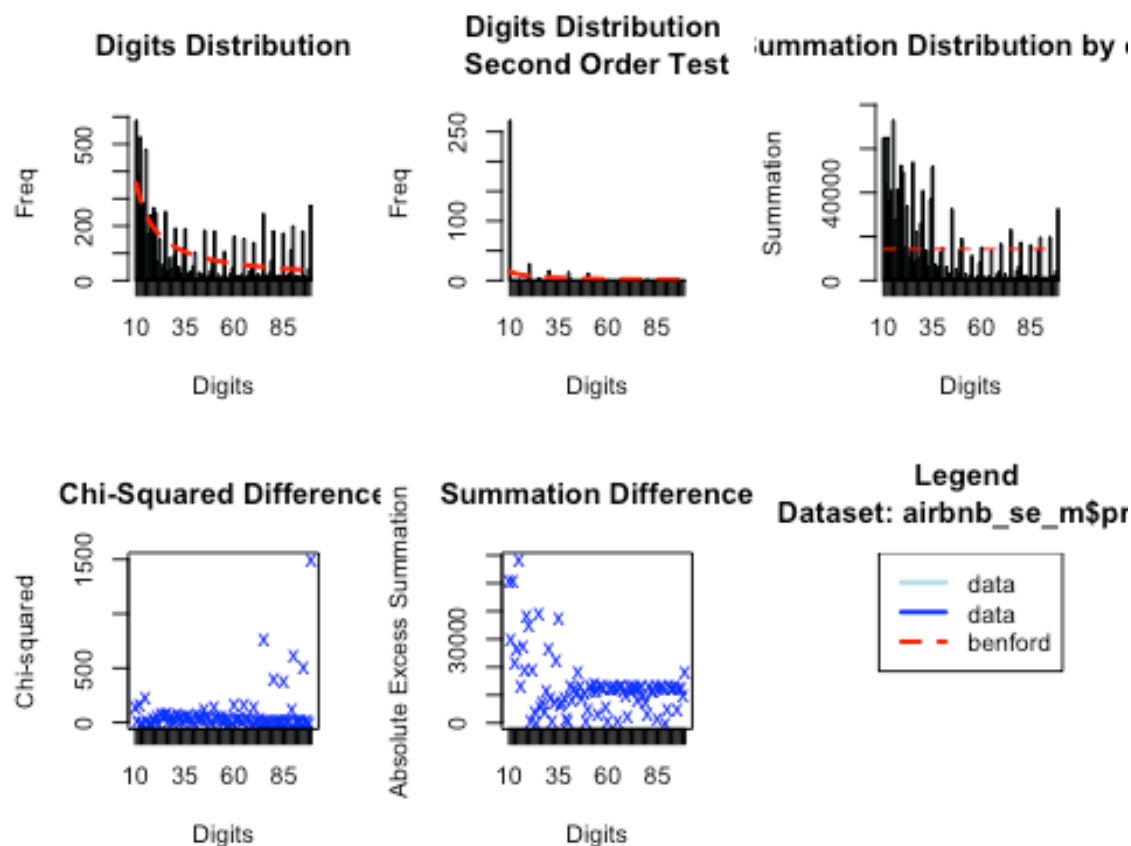 Digits Distribution
Freq
0 200 500
10 35 60 85
Digits
Digits Distribution
Second Order Test
Freq
0 100 250
10 35 60 85
Digits
Summation Distribution by
Summation
0 40000
10 35 60 85
Digits
Chi-Squared Difference
Chi-squared
0 500 1500
10 35 60 85
Digits
Summation Difference
Absolute Excess Summation
0 30000
10 35 60 85
Digits
Legend
Dataset: airbnb_se_m$pr
data
data
benford